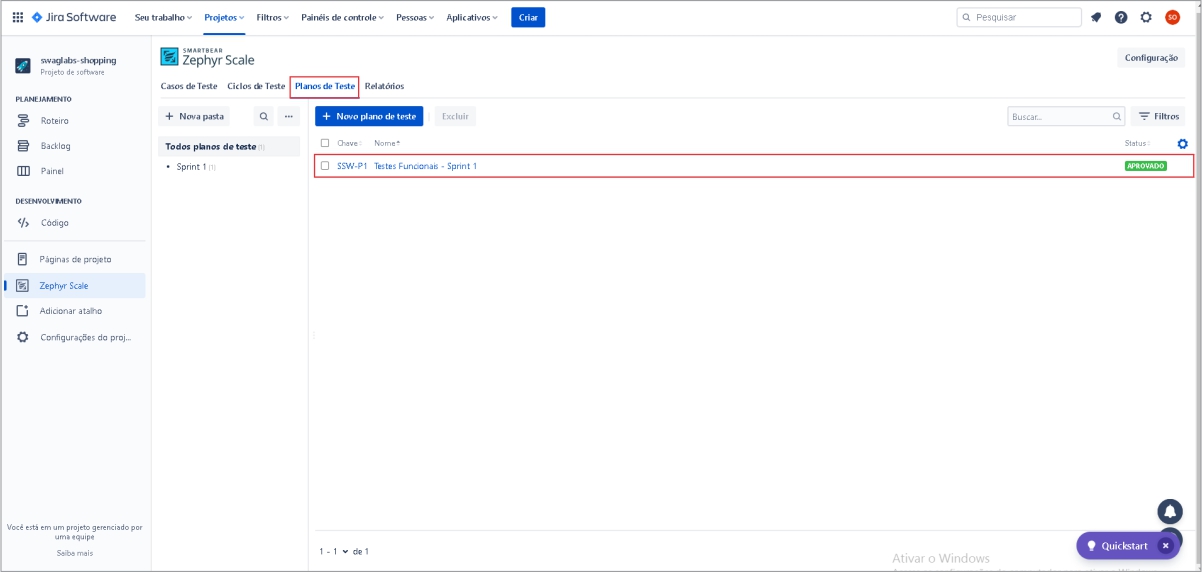 Jira Software Seu trabalho Projetos Filtros Painéis de controle Pessoas Aplicativos Criar Pesquisar SO
swaglabs-shopping
Projeto de software
PLANEJAMENTO
Roteiro
Backlog
Painel
DESENVOLVIMENTO
Código
Páginas de projeto
Zephyr Scale
Adicionar atalho
Configurações do proj...
Você está em um projeto gerenciado por
uma equipe
Saiba mais
SMARTBEAR
Zephyr Scale
Configuração
Casos de Teste Ciclos de Teste Planos de Teste Relatórios
+ Nova pasta ...
Todos planos de teste (1)
• Sprint 1 (1)
+ Novo plano de teste Excluir Buscar... Filtros
Chave Nome Status
SSW-P1 Testes Funcionais - Sprint 1 APROVADO
1 - 1 de 1
Ativar o Windows
Quickstart